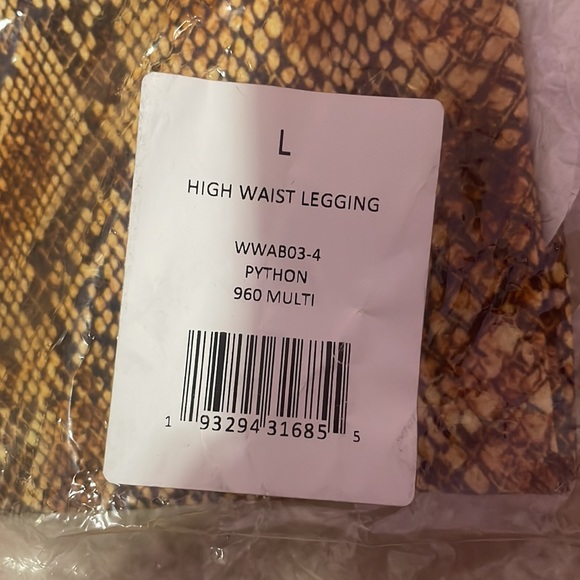 L
HIGH WAIST LEGGING
WWAB03-4
PYTHON
960 MULTI
1 93294 31685 5